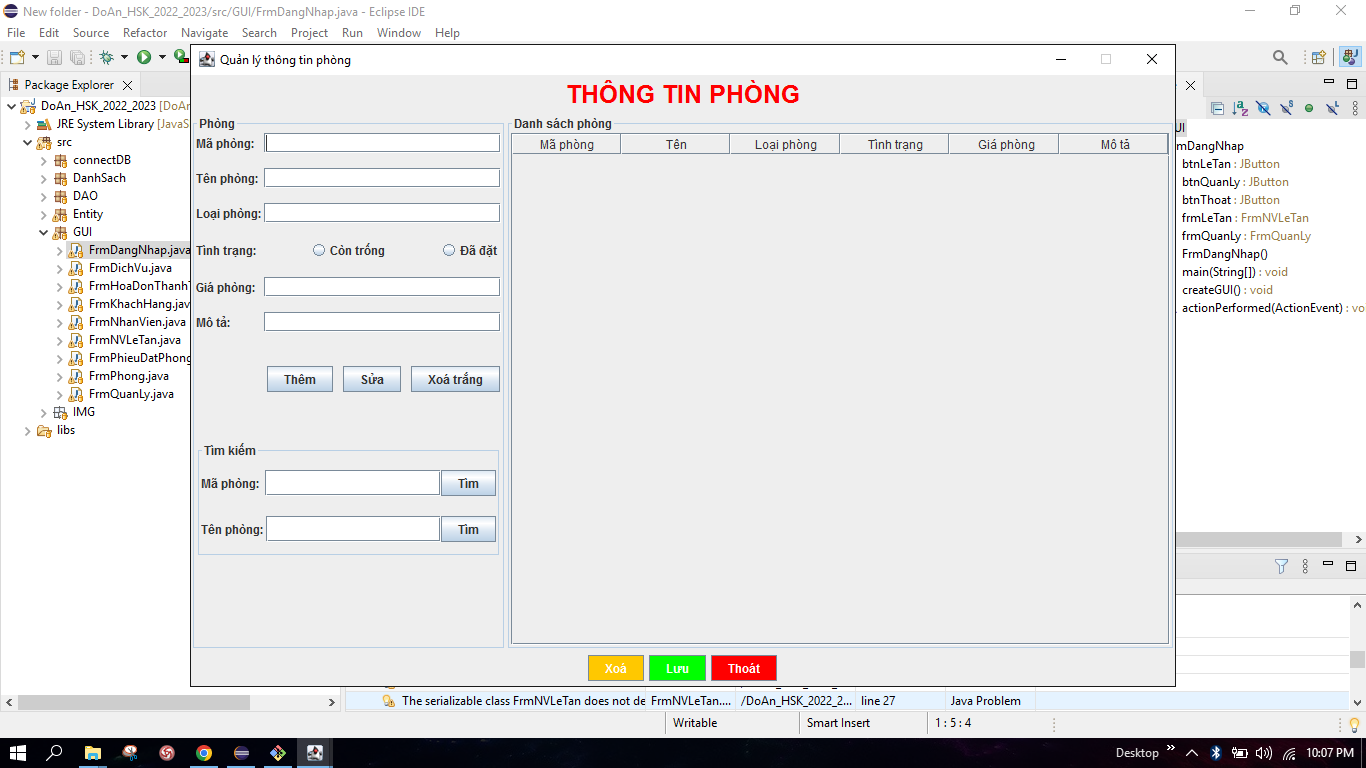 New folder - DoAn_HSK_2022_2023/src/GUI/FrmDangNhap.java - Eclipse IDE
File Edit Source Refactor Navigate Search Project Run Window Help
Package Explorer
DoAn_HSK_2022_2023 [DoAn
JRE System Library [JavaS
src
connectDB
DanhSach
DAO
Entity
GUI
FrmDangNhap.java
FrmDichVu.java
FrmHoaDonThanhT
FrmKhachHang.jav
FrmNhanVien.java
FrmNVLeTan.java
FrmPhieuDatPhong
FrmPhong.java
FrmQuanLy.java
IMG
libs
Quản lý thông tin phòng
THÔNG TIN PHÒNG
Phòng
Mã phòng:
Tên phòng:
Loại phòng:
Tình trạng: Còn trống Đã đặt
Giá phòng:
Mô tả:
Thêm Sửa Xoá trắng
Tìm kiếm
Mã phòng: Tìm
Tên phòng: Tìm
Danh sách phòng
Mã phòng Tên Loại phòng Tình trạng Giá phòng Mô tả
Xoá Lưu Thoát
UI
mDangNhap
btnLeTan : JButton
btnQuanLy : JButton
btnThoat : JButton
frmLeTan : FrmNVLeTan
frmQuanLy : FrmQuanLy
FrmDangNhap()
main(String[]) : void
createGUI() : void
actionPerformed(ActionEvent) : vo
The serializable class FrmNVLeTan does not de FrmNVLeTan.... /DoAn_HSK_2022_2... line 27 Java Problem
Writable Smart Insert 1 : 5 : 4
Desktop 10:07 PM